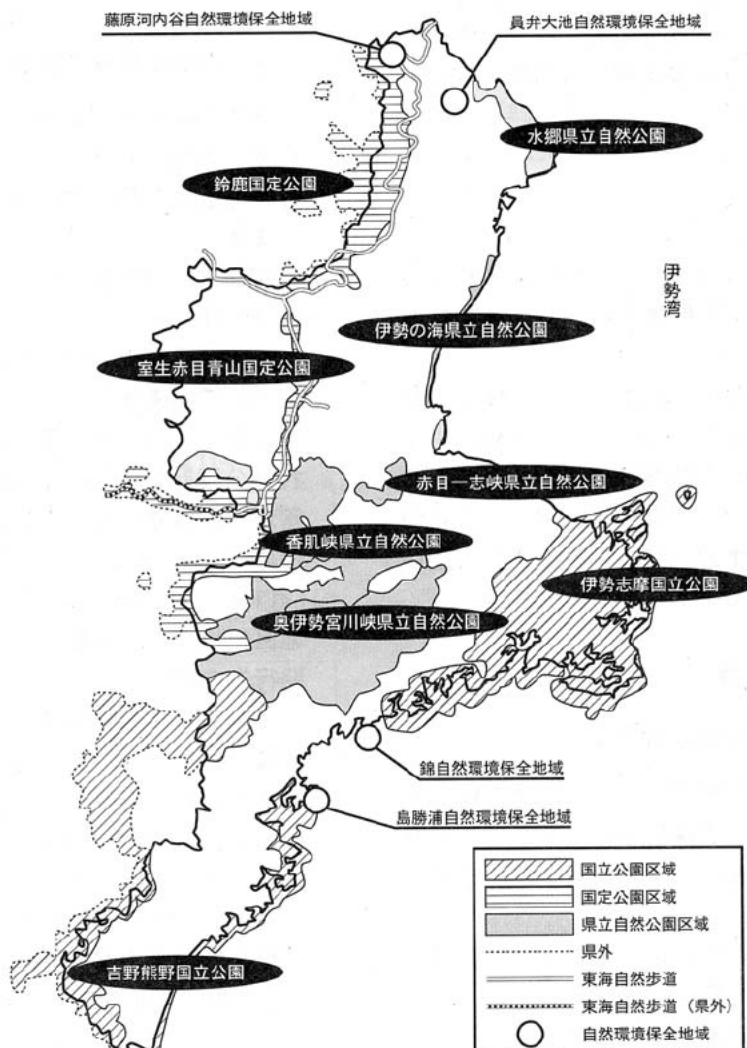 藤原河内谷自然環境保全地域
員弁大池自然環境保全地域
水郷県立自然公園
鈴鹿国定公園
伊勢湾
伊勢の海県立自然公園
室生赤目青山国定公園
赤目一志峡県立自然公園
香肌峡県立自然公園
伊勢志摩国立公園
奥伊勢宮川峡県立自然公園
錦自然環境保全地域
島勝浦自然環境保全地域
吉野熊野国立公園
国立公園区域
国定公園区域
県立自然公園区域
県外
東海自然歩道
東海自然歩道（県外）
自然環境保全地域